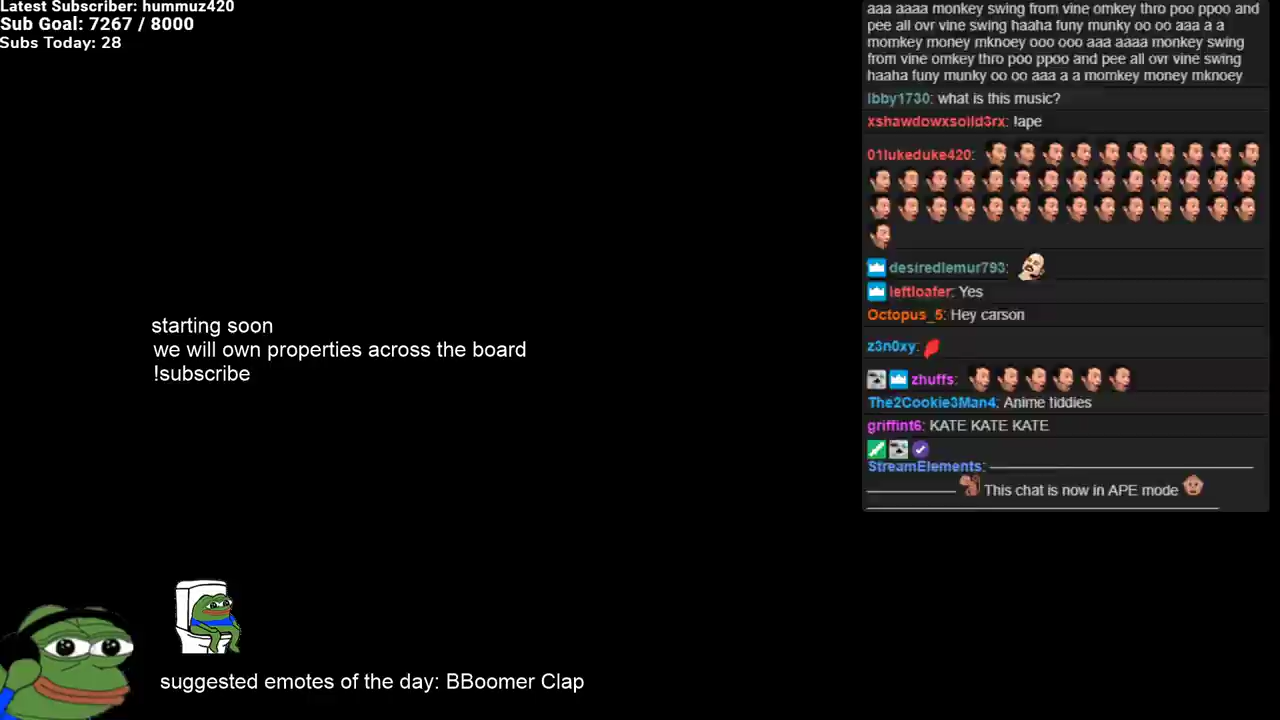 Latest Subscriber: hummuz420
Sub Goal: 7267 / 8000
Subs Today: 28
starting soon
we will own properties across the board
!subscribe
suggested emotes of the day: BBoomer Clap
aaa aaaa monkey swing from vine omkey thro poo ppoo and
pee all ovr vine swing haaha funy munky oo oo aaa a a
momkey money mknoey ooo ooo aaa aaaa monkey swing
from vine omkey thro poo ppoo and pee all ovr vine swing
haaha funy munky oo oo aaa a a momkey money mknoey
lbby1730: what is this music?
xshawdowxsolid3rx: !ape
01lukeduke420:
desiredlemur793:
leftloafer: Yes
Octopus_5: Hey carson
z3n0xy:
zhuffs:
The2Cookie3Man4: Anime tiddies
griffint6: KATE KATE KATE
StreamElements:
This chat is now in APE mode